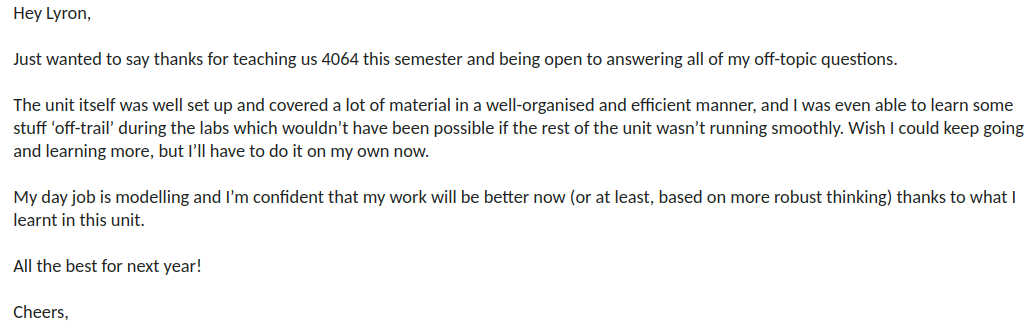 Hey Lyron,
Just wanted to say thanks for teaching us 4064 this semester and being open to answering all of my off-topic questions.
The unit itself was well set up and covered a lot of material in a well-organised and efficient manner, and I was even able to learn some
stuff ‘off-trail’ during the labs which wouldn’t have been possible if the rest of the unit wasn’t running smoothly. Wish I could keep going
and learning more, but I’ll have to do it on my own now.
My day job is modelling and I’m confident that my work will be better now (or at least, based on more robust thinking) thanks to what I
learnt in this unit.
All the best for next year!
Cheers,